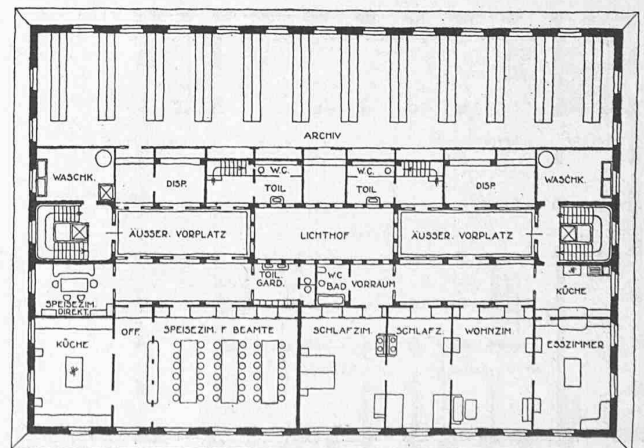 ARCHIV
WASCHK.
DISP.
W.C.
TOIL
W.C.
TOIL
DISP.
WASCHK.
ÄUSSER. VORPLATZ
LICHTHOF
ÄUSSER. VORPLATZ
SPEISEZIM.
DIREKT.
TOIL.
GARD.
WC
BAD
VORRAUM
KÜCHE
KÜCHE
OFF.
SPEISEZIM. F BEAMTE
SCHLAFZIM.
SCHLAFZ.
WOHNZIM.
ESSZIMMER